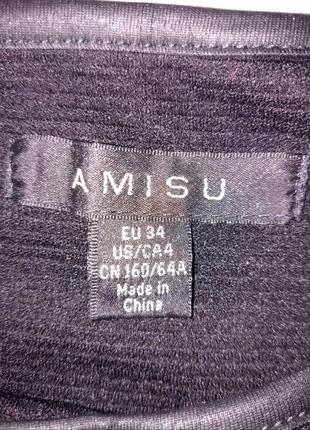 AMISU
EU 34
US/CA4
CN 160/64A
Made in
China